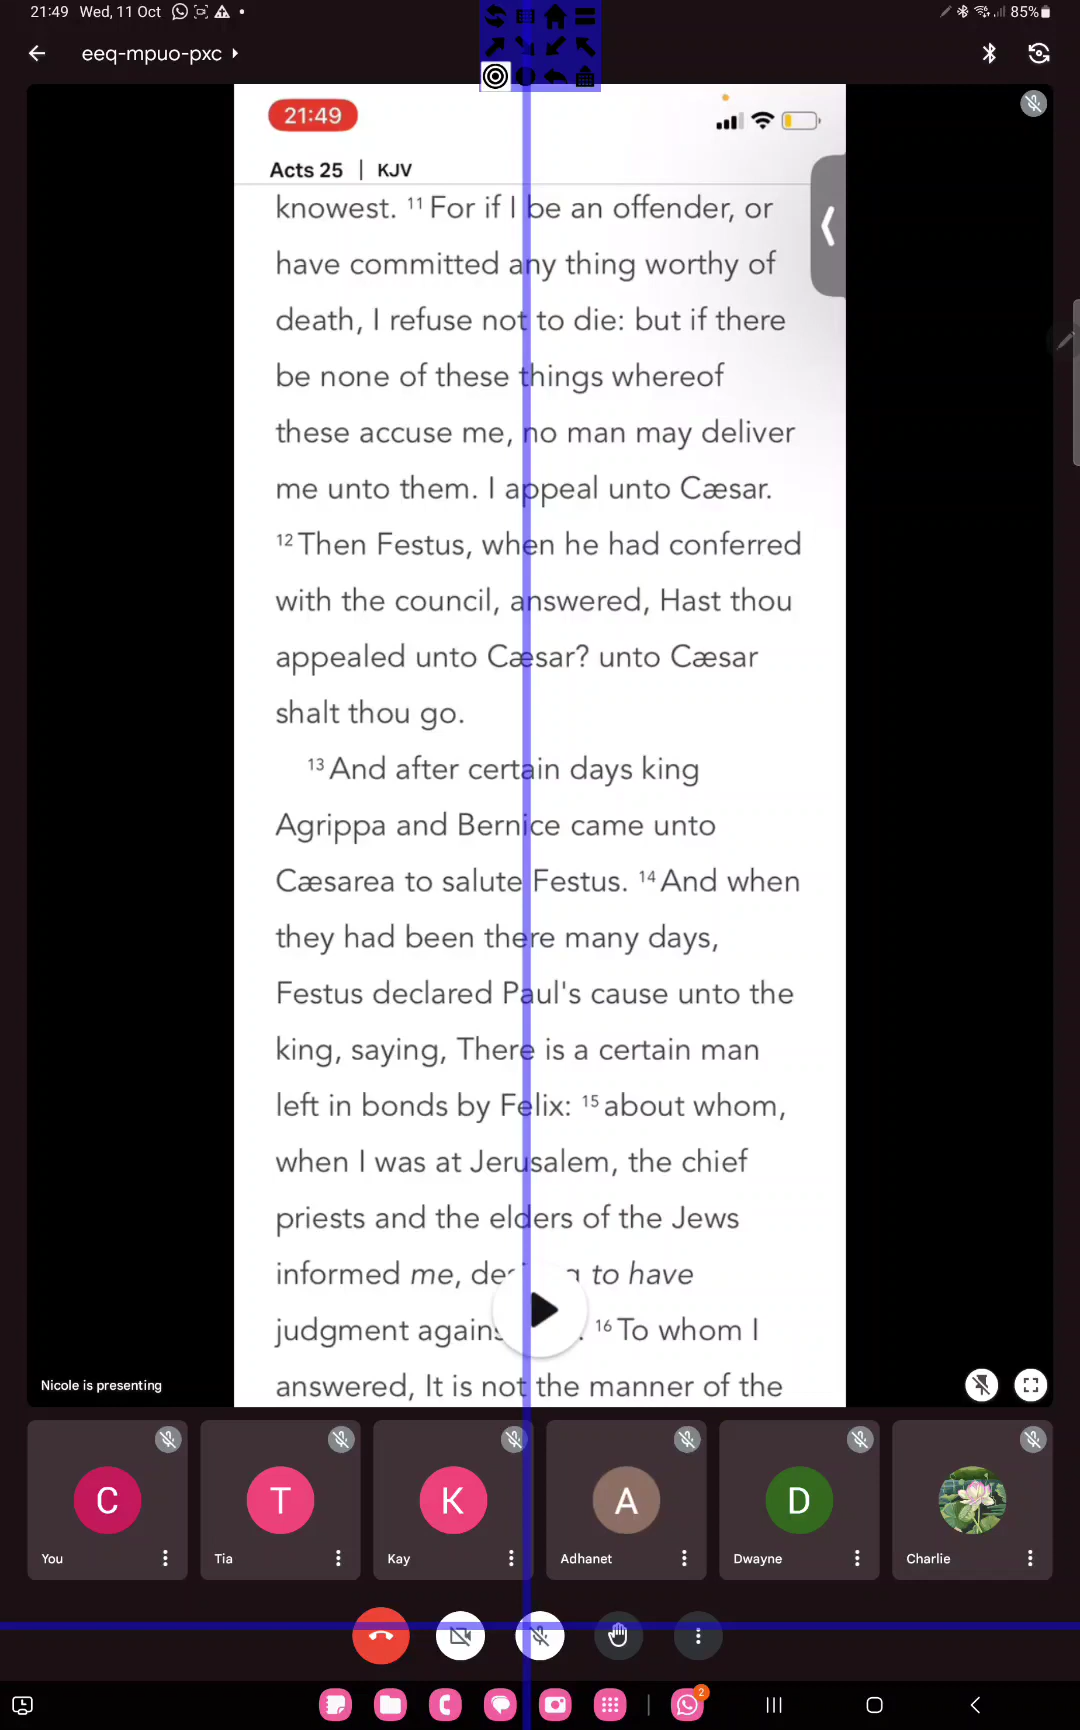 21:49 Wed, 11 Oct
85%
eeq-mpuo-pxc
21:49
Acts 25 | KJV
knowest. 11 For if I be an offender, or
have committed any thing worthy of
death, I refuse not to die: but if there
be none of these things whereof
these accuse me, no man may deliver
me unto them. I appeal unto Cæsar.
12 Then Festus, when he had conferred
with the council, answered, Hast thou
appealed unto Cæsar? unto Cæsar
shalt thou go.
13 And after certain days king
Agrippa and Bernice came unto
Cæsarea to salute Festus. 14 And when
they had been there many days,
Festus declared Paul's cause unto the
king, saying, There is a certain man
left in bonds by Felix: 15 about whom,
when I was at Jerusalem, the chief
priests and the elders of the Jews
informed me, to have
judgment 16 To whom I
answered, It is not the manner of the
Nicole is presenting
C
T
K
A
D
You
Tia
Kay
Adhanet
Dwayne
Charlie
2